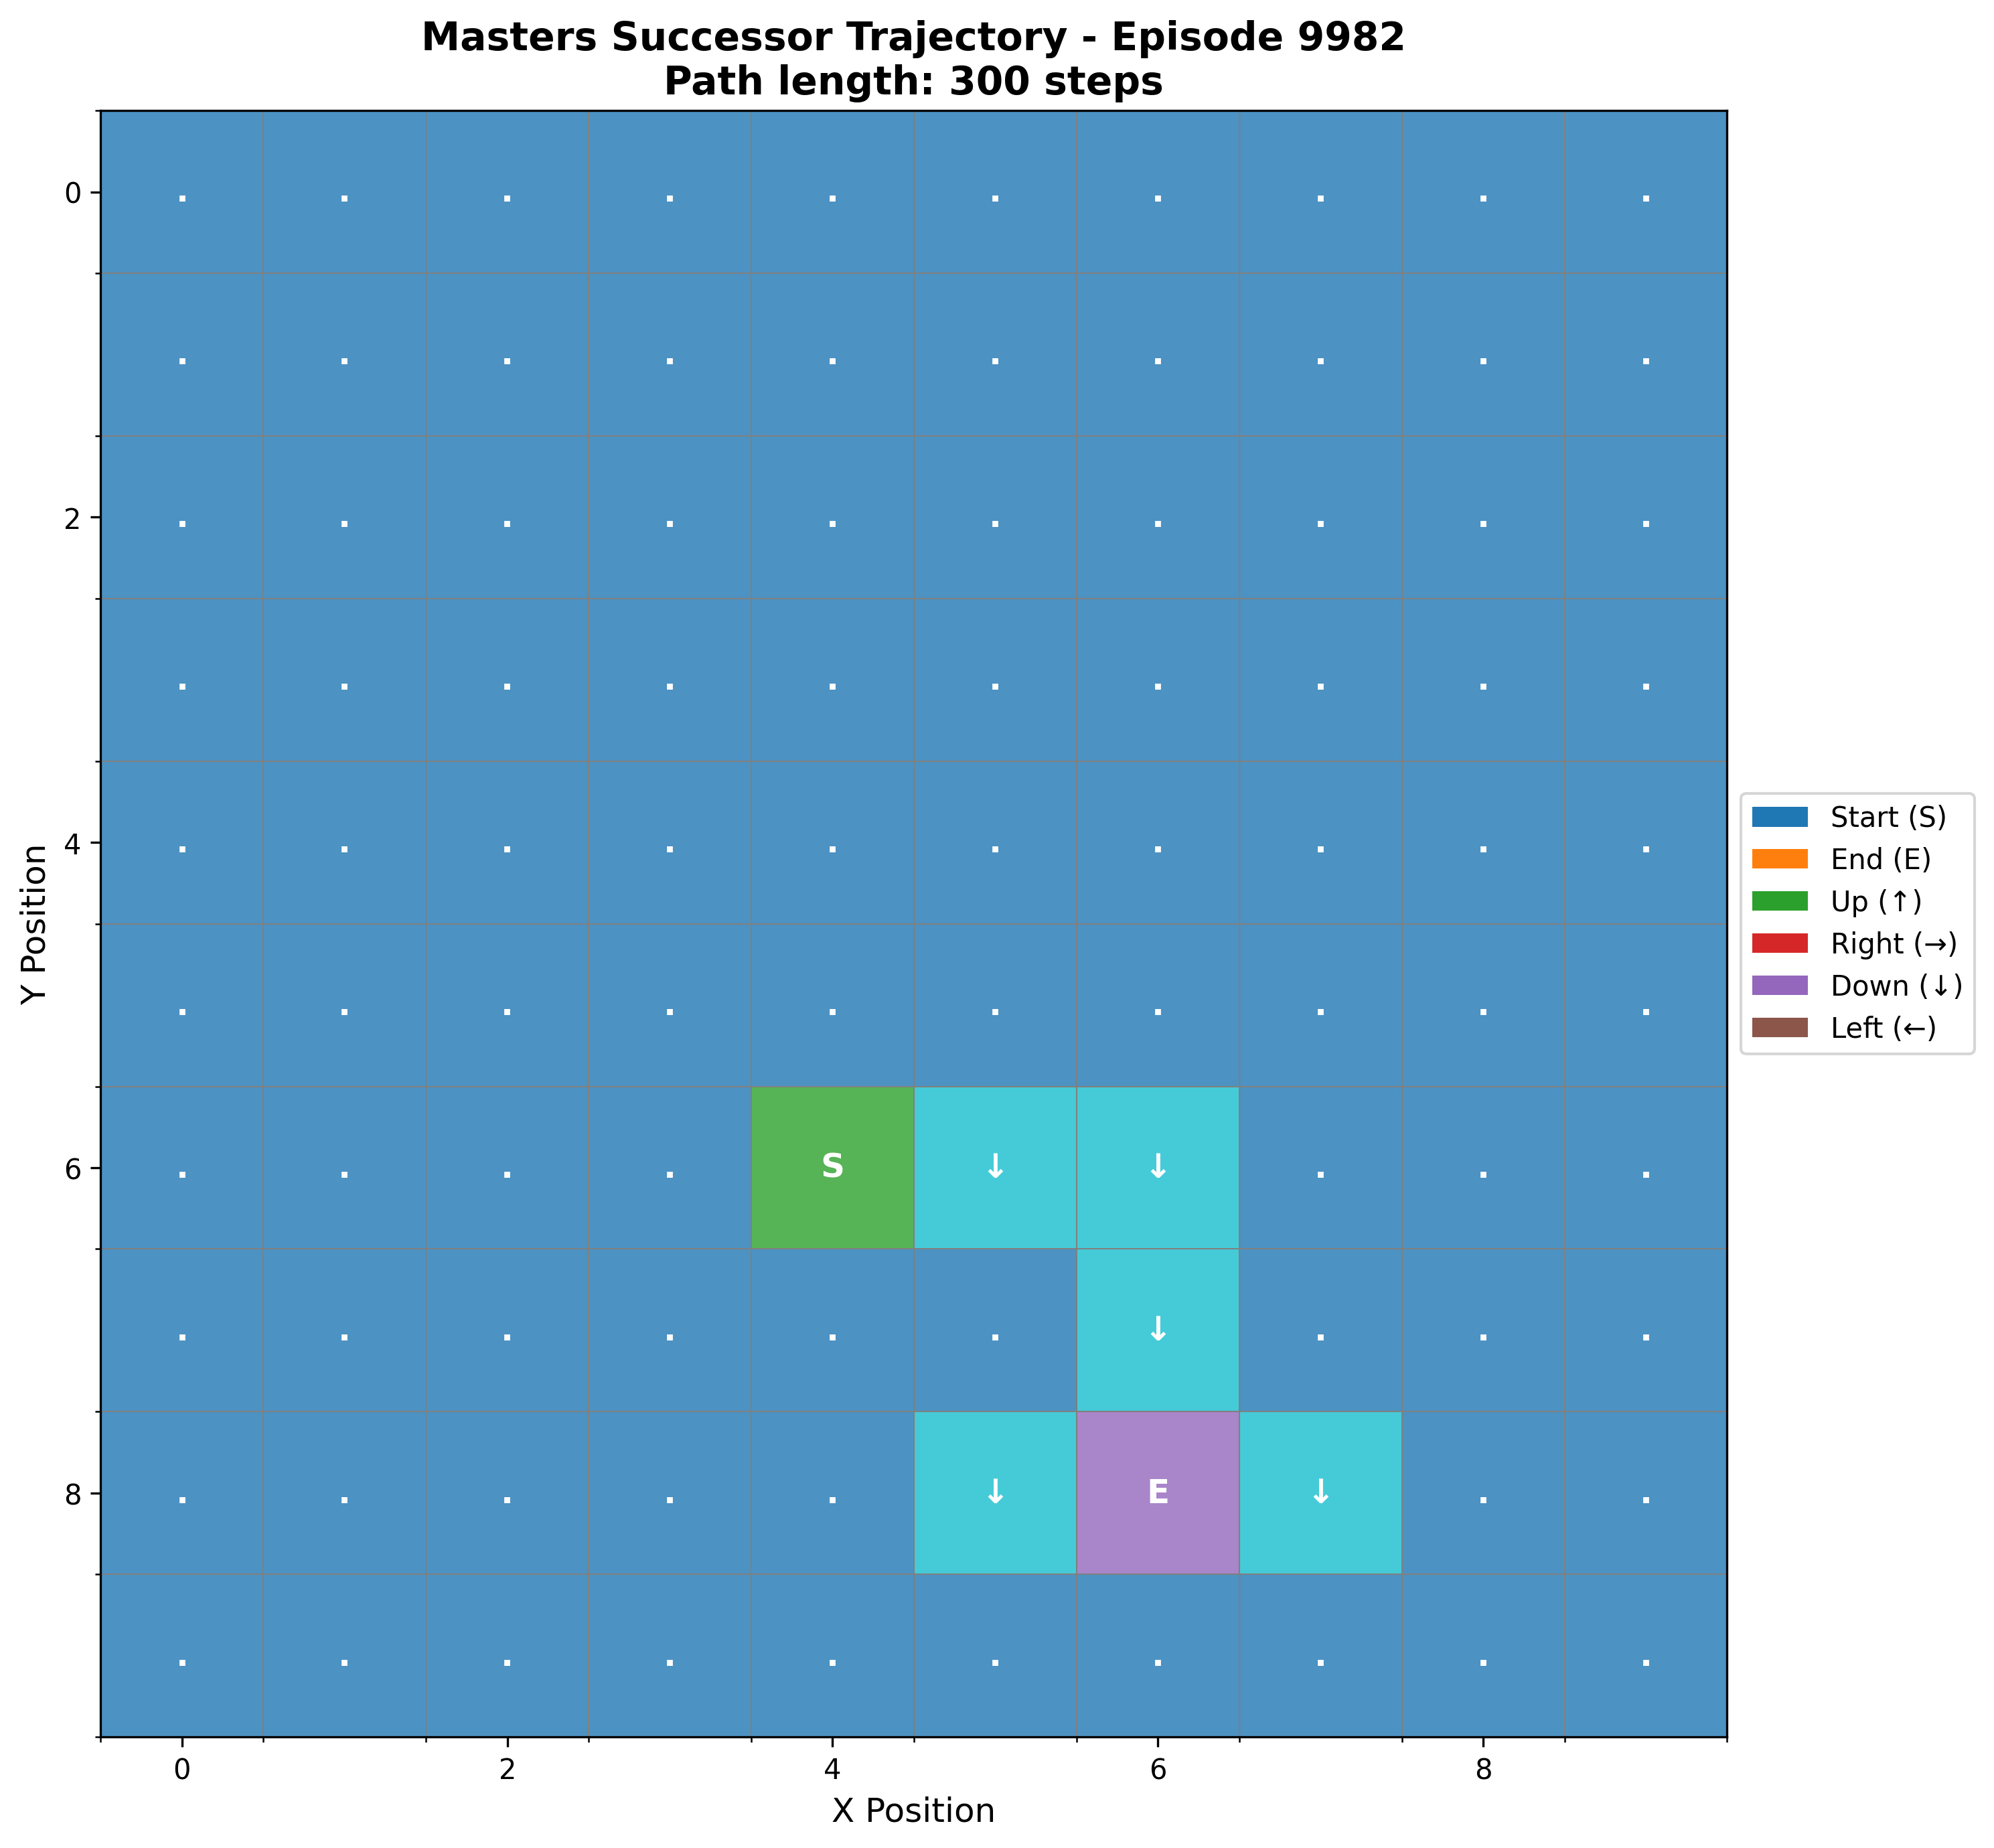 Masters Successor Trajectory - Episode 9982
Path length: 300 steps
0
2
4
6
8
Y Position
S ↓ ↓
↓
↓ E ↓
0 2 4 6 8
X Position
Start (S)
End (E)
Up (↑)
Right (→)
Down (↓)
Left (←)